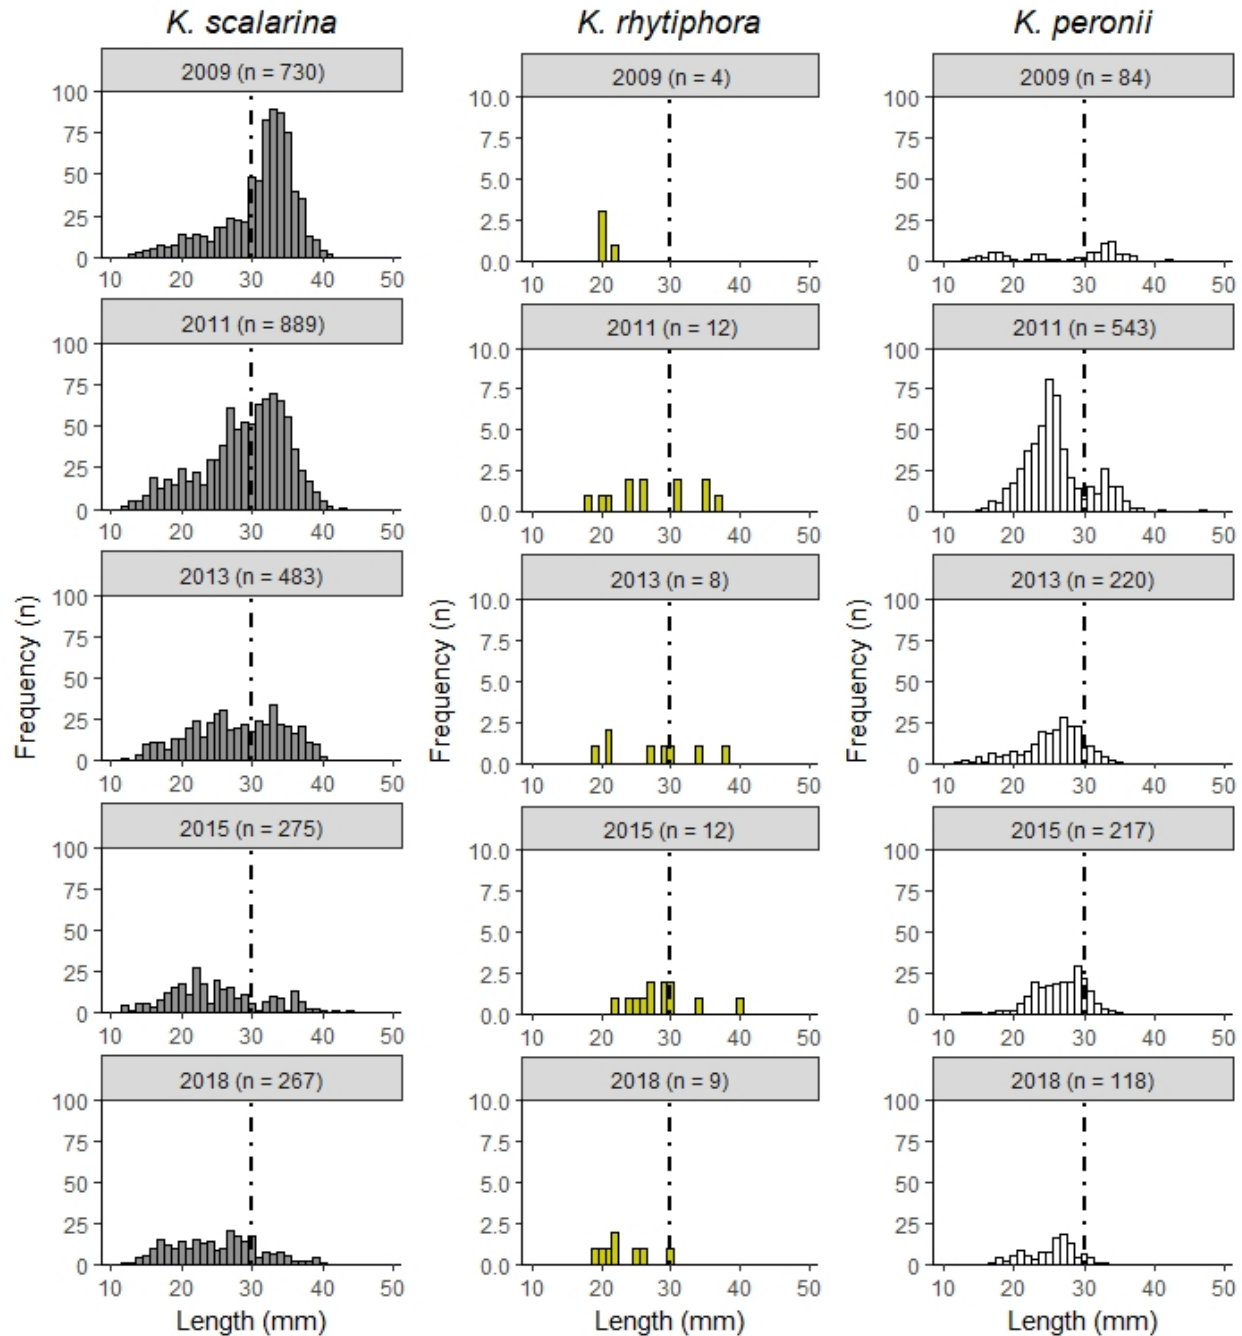 K. scalarina K. rhytiphora K. peronii
2009 (n = 730) 2009 (n = 4) 2009 (n = 84)
100 75 50 25 0 10.0 7.5 5.0 2.5 0.0 100 75 50 25 0
10 20 30 40 50 10 20 30 40 50 10 20 30 40 50
2011 (n = 889) 2011 (n = 12) 2011 (n = 543)
100 75 50 25 0 10.0 7.5 5.0 2.5 0.0 100 75 50 25 0
10 20 30 40 50 10 20 30 40 50 10 20 30 40 50
2013 (n = 483) 2013 (n = 8) 2013 (n = 220)
Frequency (n) Frequency (n) Frequency (n)
100 75 50 25 0 10.0 7.5 5.0 2.5 0.0 100 75 50 25 0
10 20 30 40 50 10 20 30 40 50 10 20 30 40 50
2015 (n = 275) 2015 (n = 12) 2015 (n = 217)
100 75 50 25 0 10.0 7.5 5.0 2.5 0.0 100 75 50 25 0
10 20 30 40 50 10 20 30 40 50 10 20 30 40 50
2018 (n = 267) 2018 (n = 9) 2018 (n = 118)
100 75 50 25 0 10.0 7.5 5.0 2.5 0.0 100 75 50 25 0
10 20 30 40 50 10 20 30 40 50 10 20 30 40 50
Length (mm) Length (mm) Length (mm)